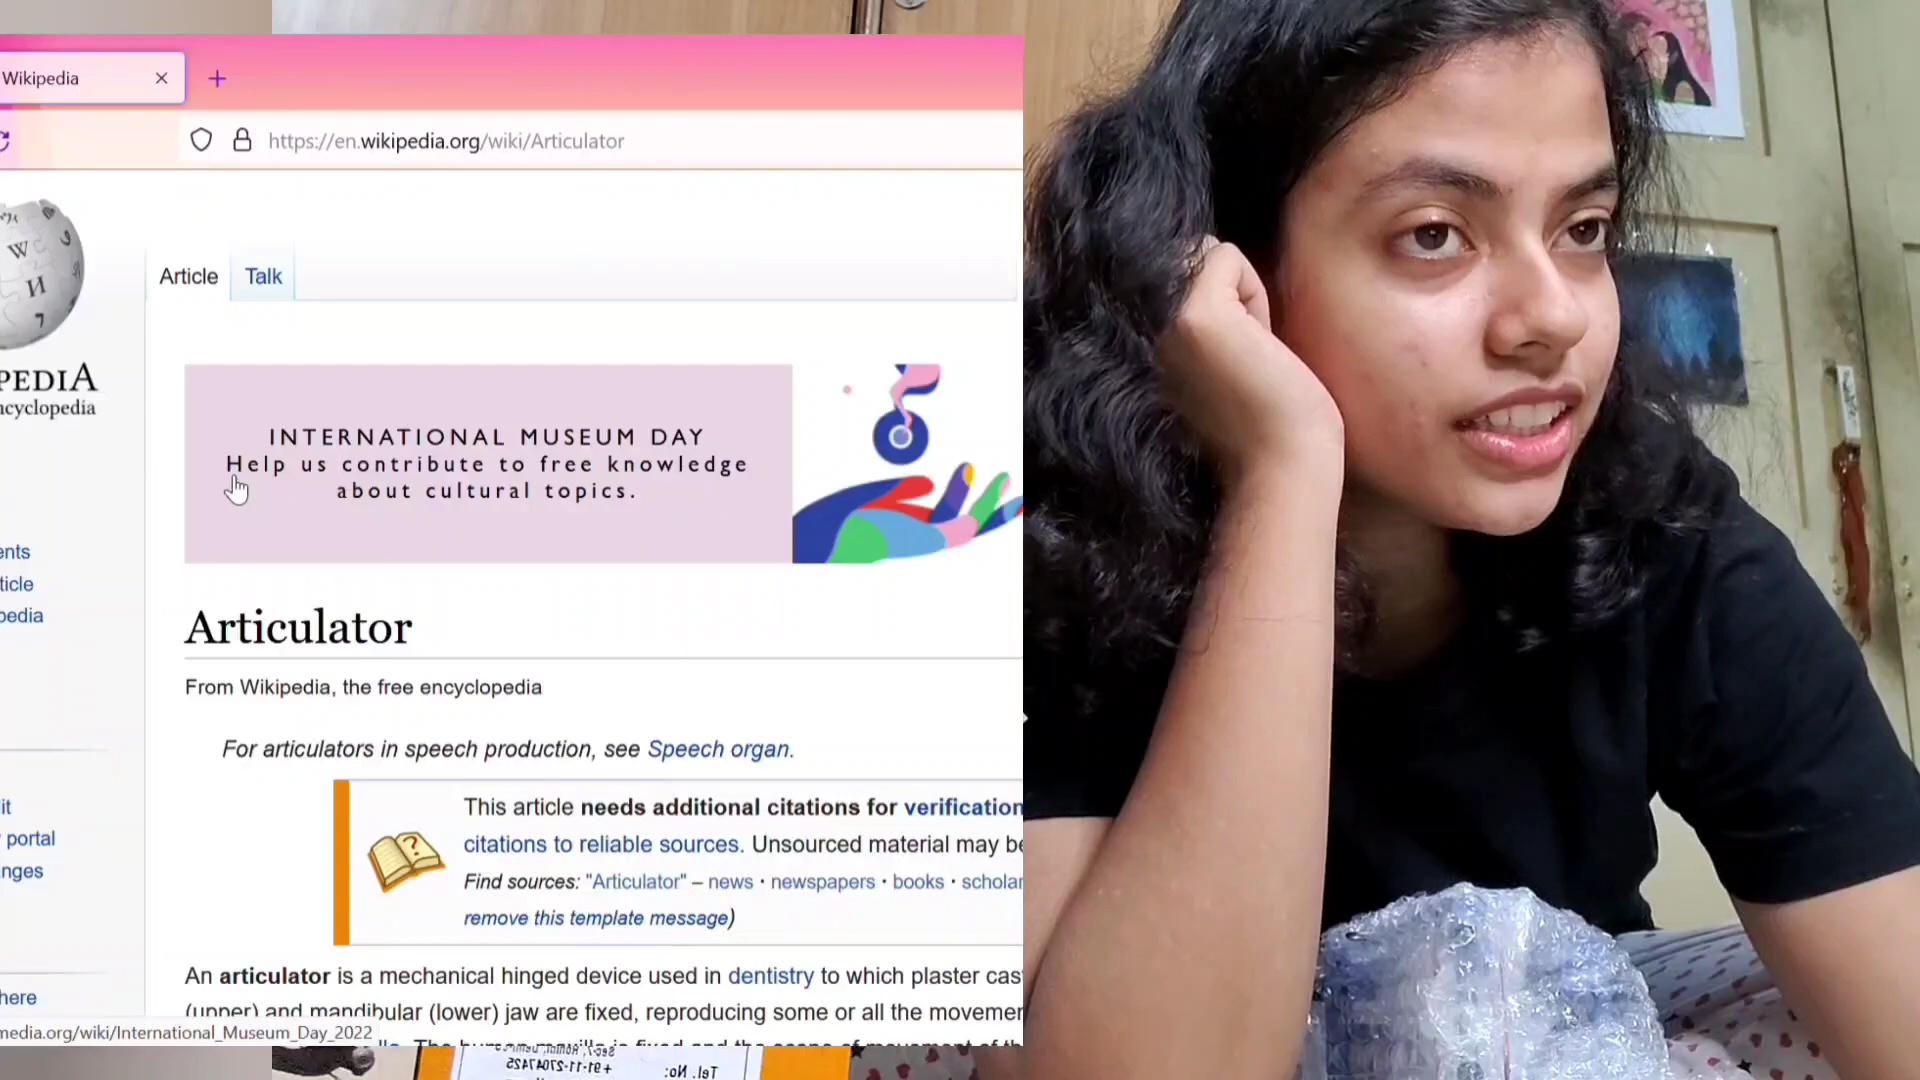 Wikipedia
https://en.wikipedia.org/wiki/Articulator
PEDIA
ncyclopedia
Article Talk
INTERNATIONAL MUSEUM DAY
Help us contribute to free knowledge
about cultural topics.
Articulator
From Wikipedia, the free encyclopedia
For articulators in speech production, see Speech organ.
This article needs additional citations for verification
citations to reliable sources. Unsourced material may be
Find sources: "Articulator" – news · newspapers · books · scholar
remove this template message)
An articulator is a mechanical hinged device used in dentistry to which plaster cas
(upper) and mandibular (lower) jaw are fixed, reproducing some or all the movemen
ents
ticle
pedia
it
portal
nges
here
media.org/wiki/International_Museum_Day_2022
+91-11-27047425
Tel. No: